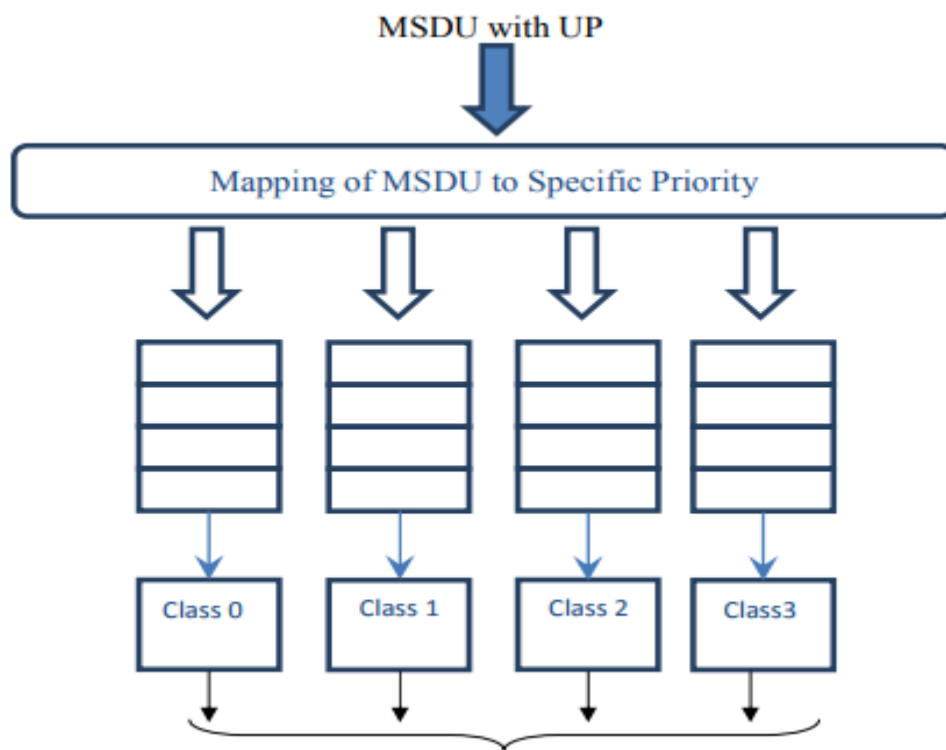 MSDU with UP
Mapping of MSDU to Specific Priority
Class 0
Class 1
Class 2
Class3